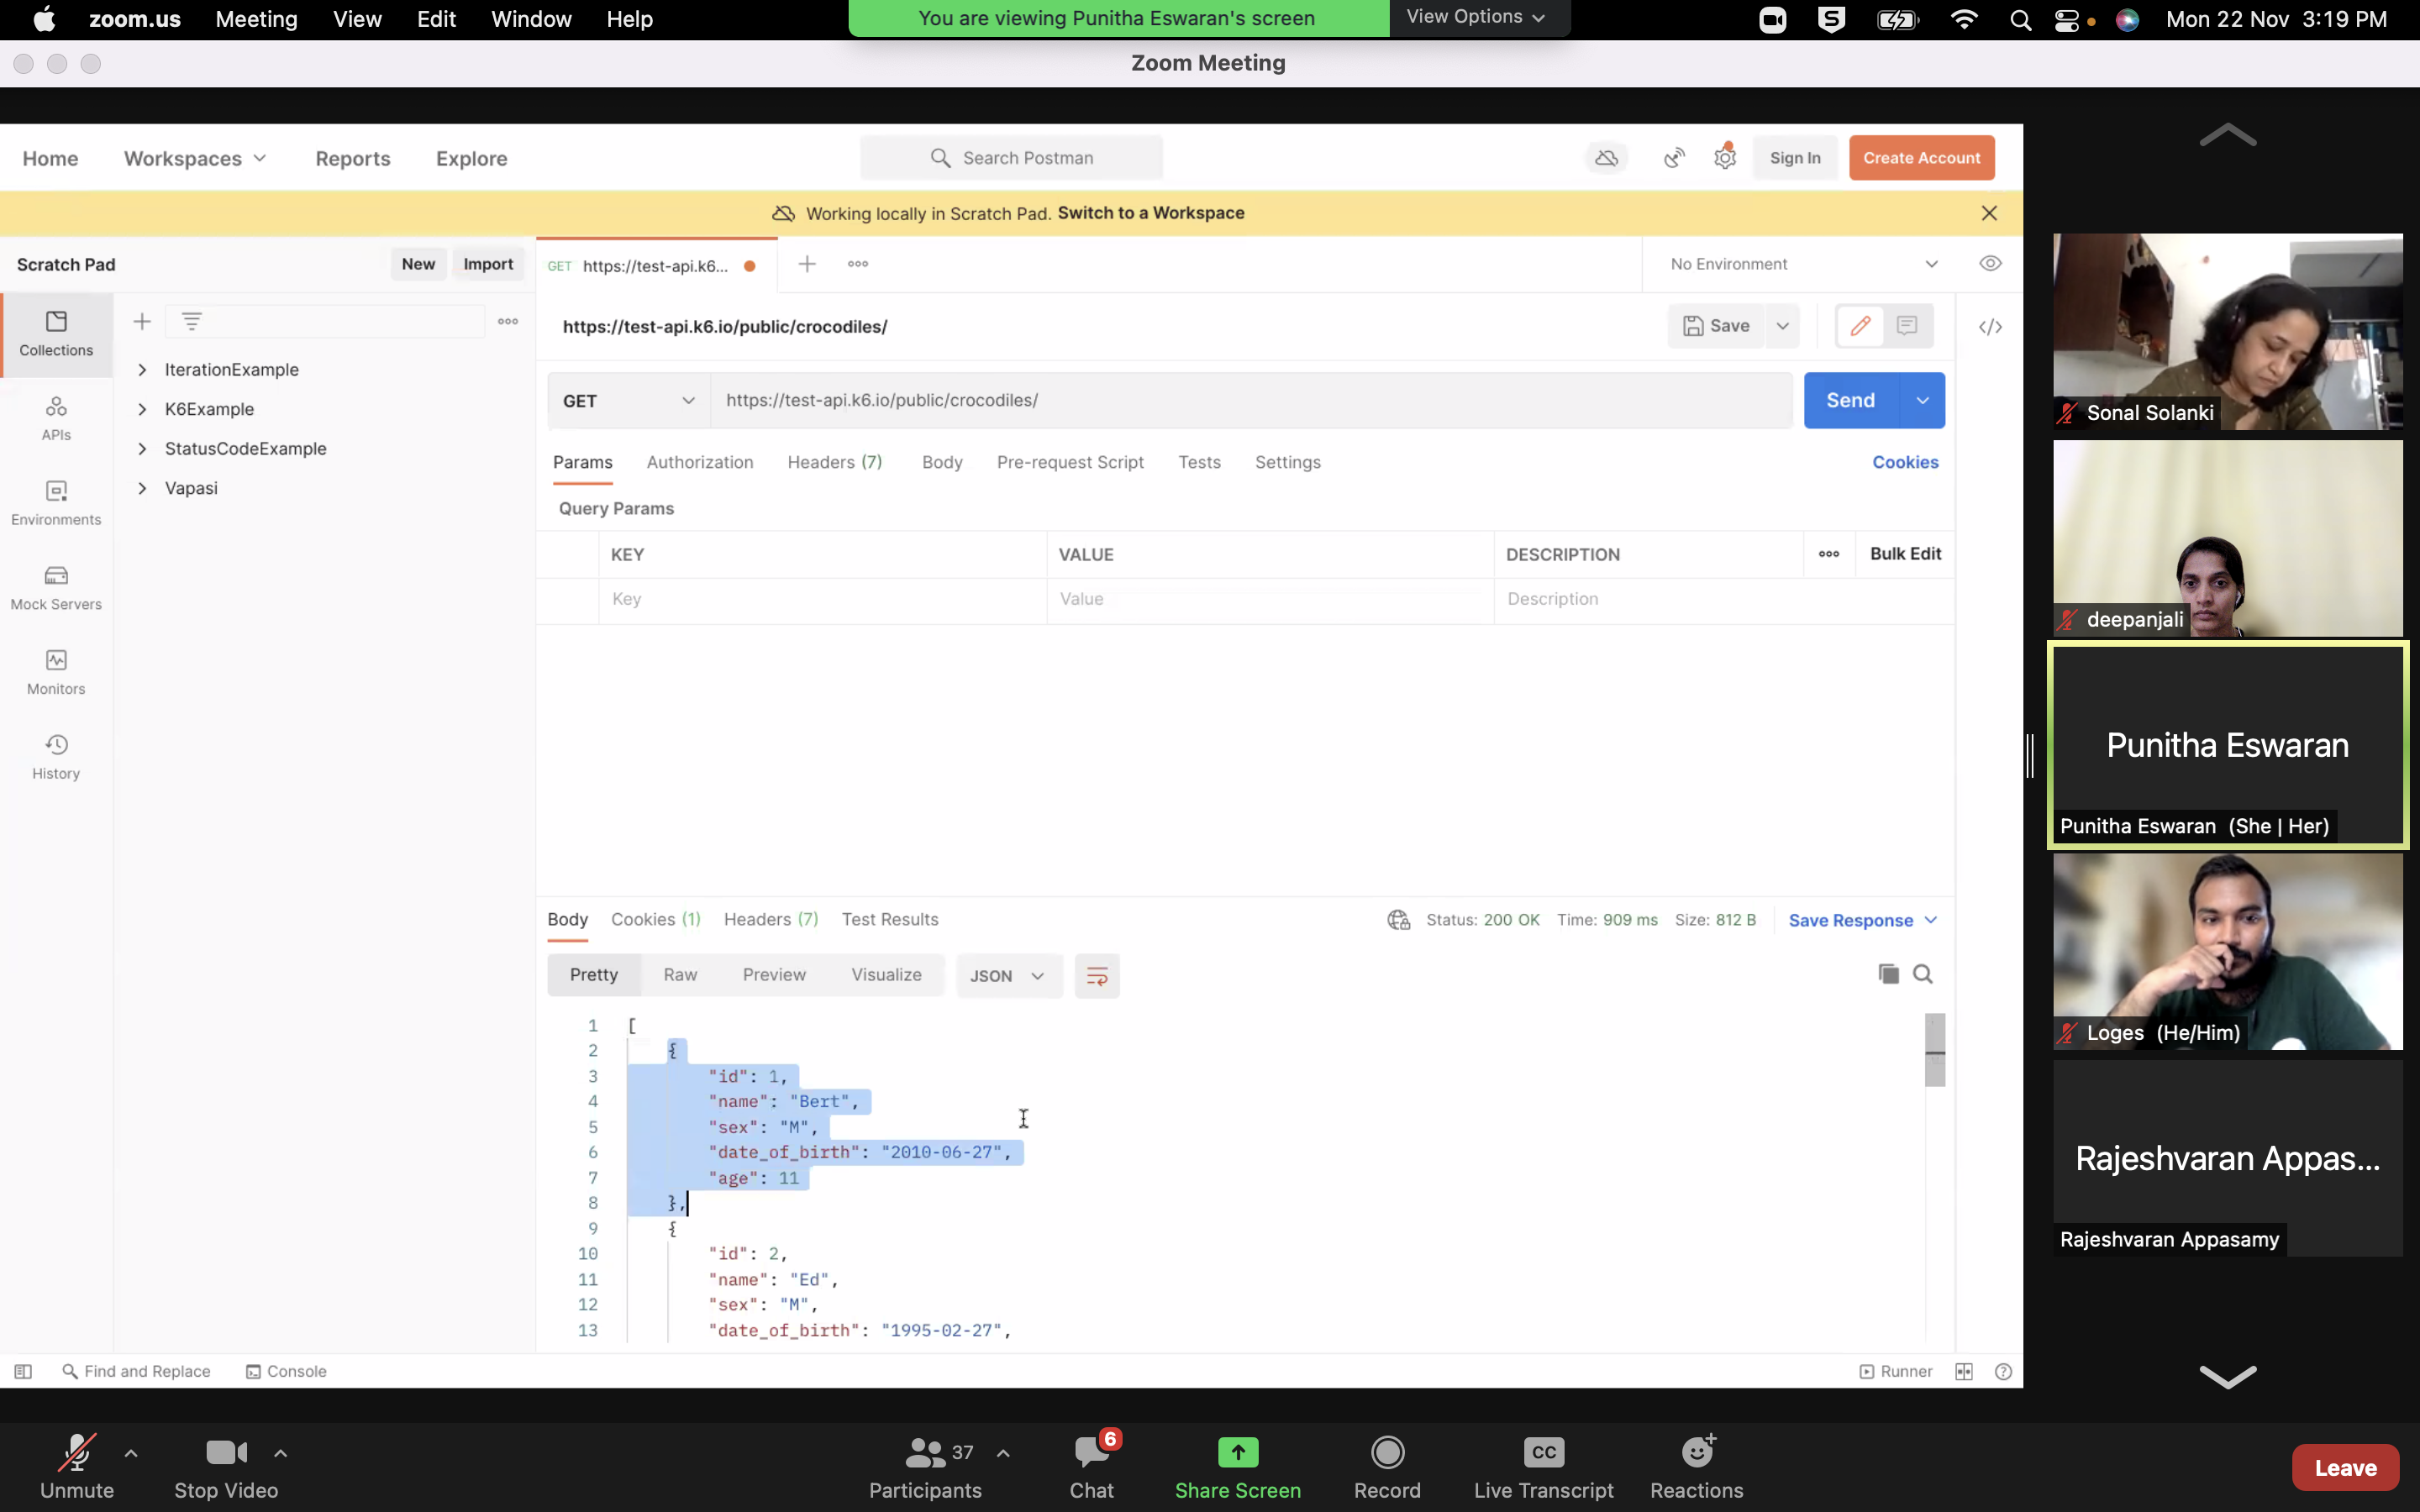 zoom.us Meeting View Edit Window Help
You are viewing Punitha Eswaran's screen View Options
Mon 22 Nov 3:19 PM
Zoom Meeting
Home Workspaces Reports Explore
Search Postman
Sign In Create Account
Working locally in Scratch Pad. Switch to a Workspace
Scratch Pad New Import
GET https://test-api.k6...
No Environment
https://test-api.k6.io/public/crocodiles/
Save
Collections
IterationExample
K6Example
StatusCodeExample
Vapasi
APIs
Environments
Mock Servers
Monitors
History
GET https://test-api.k6.io/public/crocodiles/ Send
Params Authorization Headers (7) Body Pre-request Script Tests Settings Cookies
Query Params
KEY VALUE DESCRIPTION Bulk Edit
Key Value Description
Body Cookies (1) Headers (7) Test Results Status: 200 OK Time: 909 ms Size: 812 B Save Response
Pretty Raw Preview Visualize JSON
1 [
2 {
3 "id": 1,
4 "name": "Bert",
5 "sex": "M",
6 "date_of_birth": "2010-06-27",
7 "age": 11
8 },
9 {
10 "id": 2,
11 "name": "Ed",
12 "sex": "M",
13 "date_of_birth": "1995-02-27",
Find and Replace Console Runner
Sonal Solanki
deepanjali
Punitha Eswaran
Punitha Eswaran (She | Her)
Loges (He/Him)
Rajeshvaran Appas...
Rajeshvaran Appasamy
Unmute Stop Video
37
Participants
6
Chat
Share Screen
Record
CC
Live Transcript
Reactions
Leave